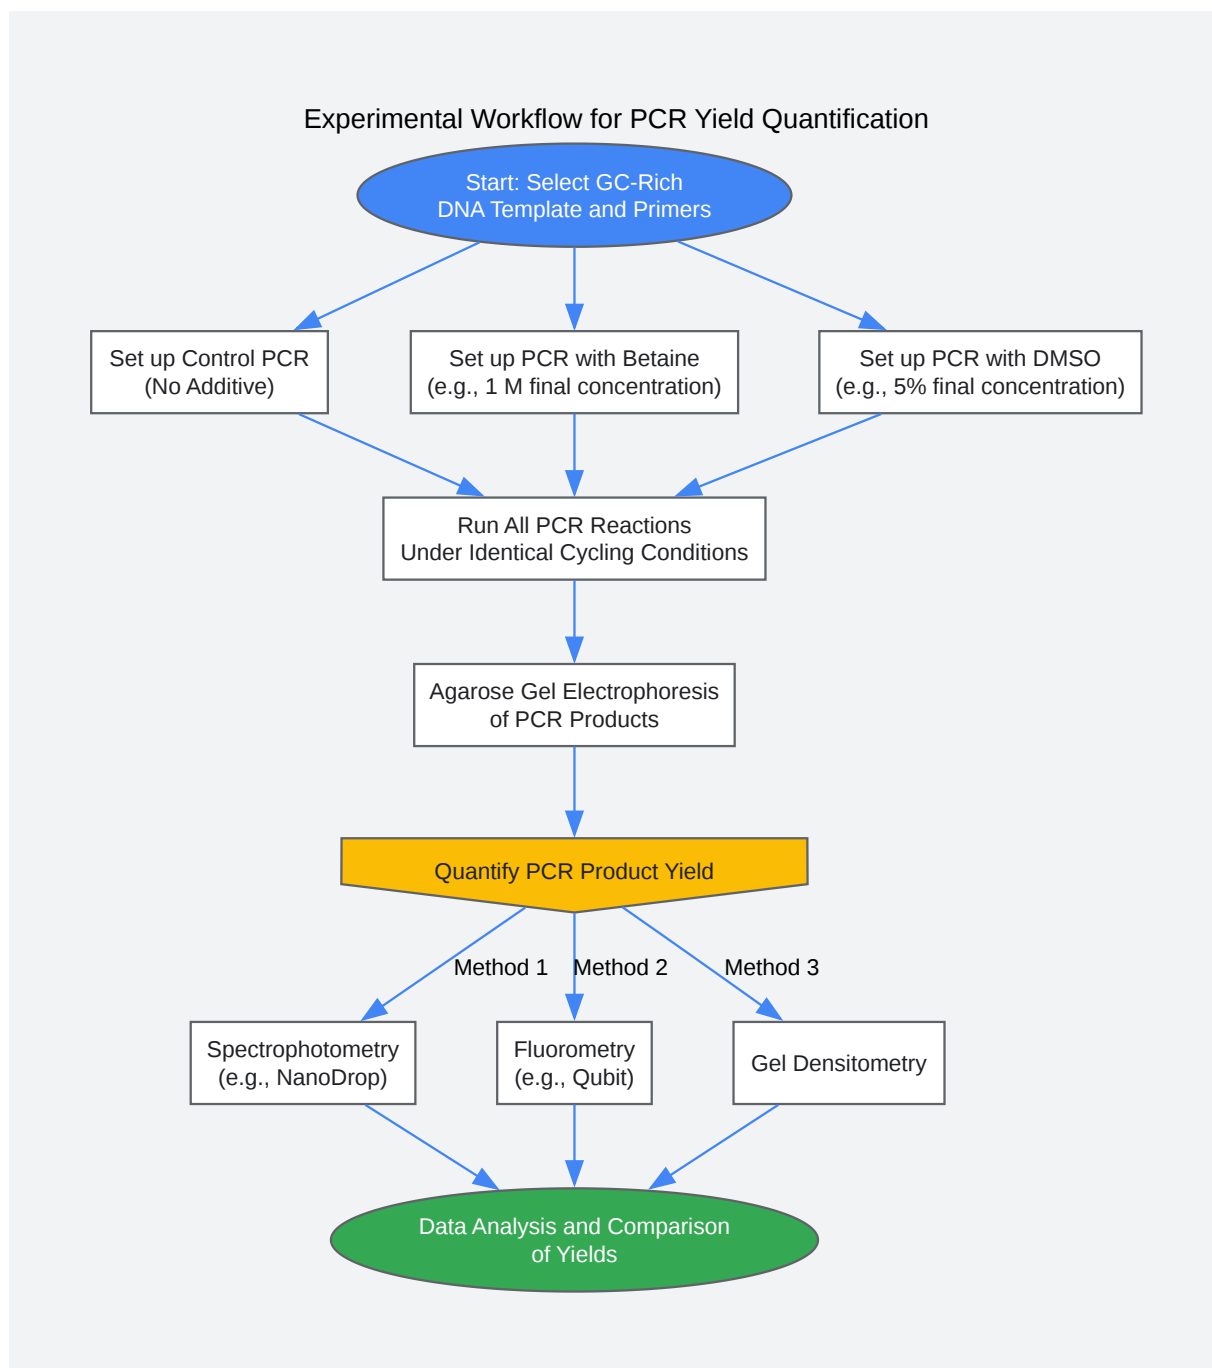 Experimental Workflow for PCR Yield Quantification
Start: Select GC-Rich
DNA Template and Primers
Set up Control PCR
(No Additive)
Set up PCR with Betaine
(e.g., 1 M final concentration)
Set up PCR with DMSO
(e.g., 5% final concentration)
Run All PCR Reactions
Under Identical Cycling Conditions
Agarose Gel Electrophoresis
of PCR Products
Quantify PCR Product Yield
Method 1
Method 2
Method 3
Spectrophotometry
(e.g., NanoDrop)
Fluorometry
(e.g., Qubit)
Gel Densitometry
Data Analysis and Comparison
of Yields